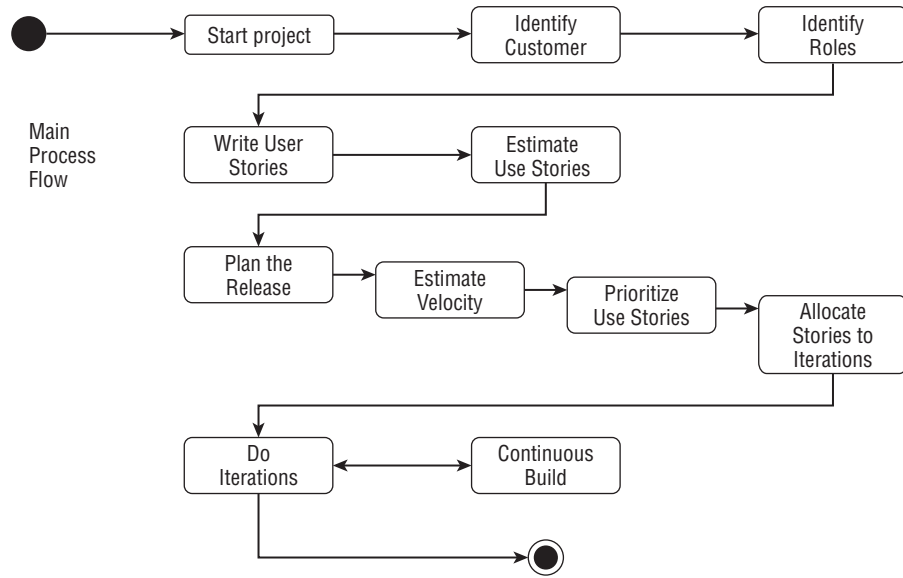 Start project
Identify
Customer
Identify
Roles
Main
Process
Flow
Write User
Stories
Estimate
Use Stories
Plan the
Release
Estimate
Velocity
Prioritize
Use Stories
Allocate
Stories to
Iterations
Do
Iterations
Continuous
Build